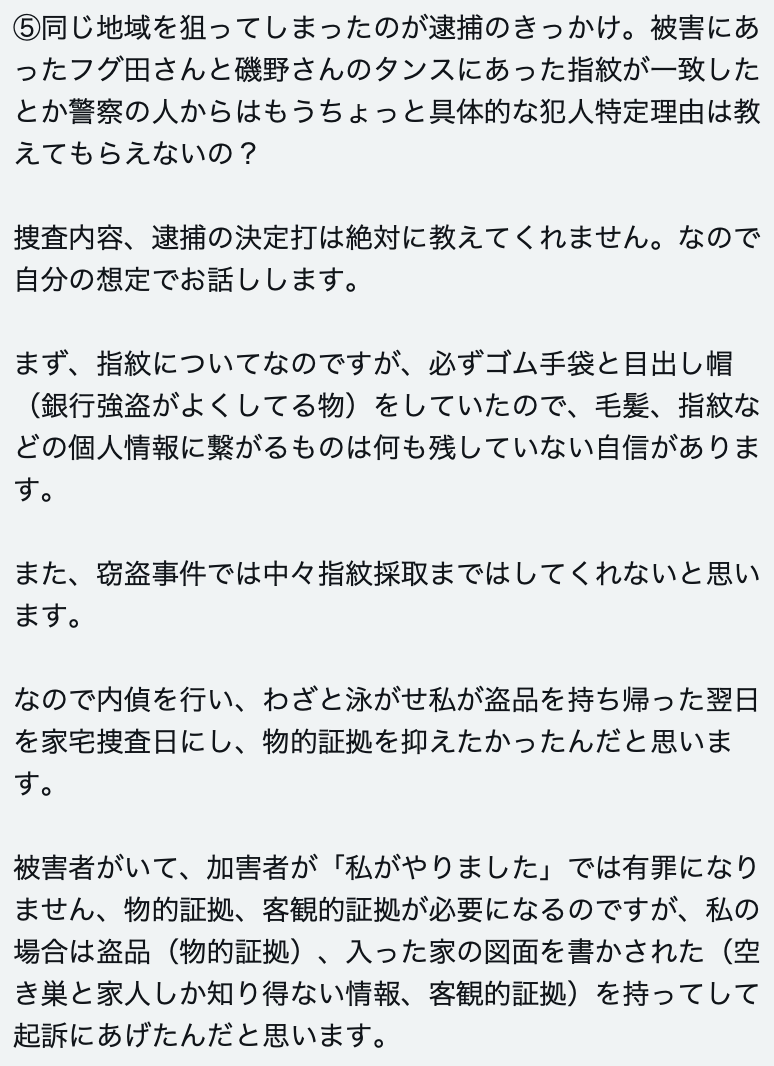 ⑤同じ地域を狙ってしまったのが逮捕のきっかけ。被害にあ
ったフグ田さんと磯野さんのタンスにあった指紋が一致した
とか警察の人からはもうちょっと具体的な犯人特定理由は教
えてもらえないの？
捜査内容、逮捕の決定打は絶対に教えてくれません。なので
自分の想定でお話しします。
まず、指紋についてなのですが、必ずゴム手袋と目出し帽
（銀行強盗がよくしてる物）をしていたので、毛髪、指紋な
どの個人情報に繋がるものは何も残していない自信がありま
す。
また、窃盗事件では中々指紋採取まではしてくれないと思い
ます。
なので内偵を行い、わざと泳がせ私が盗品を持ち帰った翌日
を家宅捜査日にし、物的証拠を抑えたかったんだと思いま
す。
被害者がいて、加害者が「私がやりました」では有罪になり
ません、物的証拠、客観的証拠が必要になるのですが、私の
場合は盗品（物的証拠）、入った家の図面を書かされた（空
き巣と家人しか知り得ない情報、客観的証拠）を持ってして
起訴にあげたんだと思います。